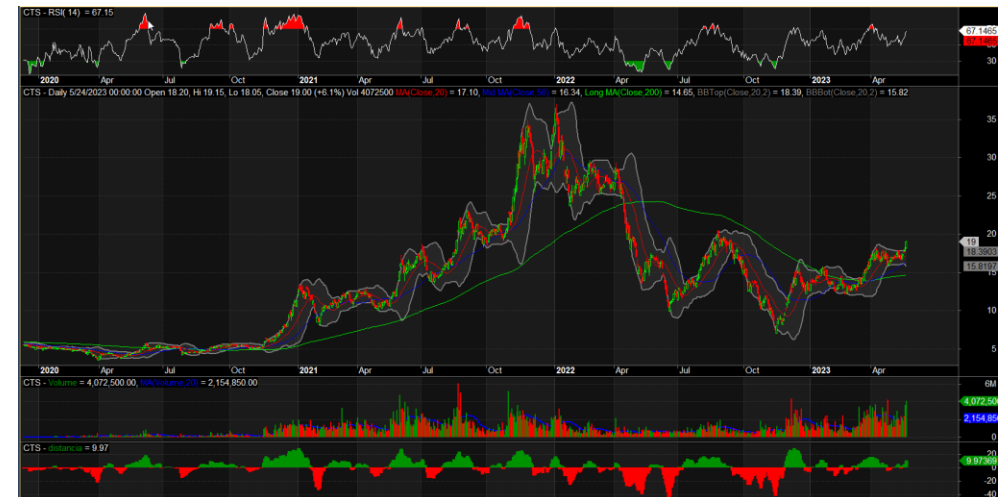 CTS - RSI( 14) = 67.15
67.1465
30
2020 Apr Jul Oct 2021 Apr Jul Oct 2022 Apr Jul Oct 2023 Apr
CTS - Daily 5/24/2023 00:00:00 Open 18.20, Hi 19.15, Lo 18.05, Close 19.00 (+6.1%) Vol 4072500 MA(Close,20) = 17.10, Mid MA(Close,50) = 16.34, Long MA(Close,200) = 14.65, BBTop(Close,20,2) = 18.39, BBBot(Close,20,2) = 15.82
35
30
25
20
19
18.3903
15.8197
15
10
5
2020 Apr Jul Oct 2021 Apr Jul Oct 2022 Apr Jul Oct 2023 Apr
CTS - Volume = 4,072,500.00, = 2,154,850.00
6M
4,072,500
2,154,850
0
CTS - distancia = 9.97
20
9.97369
-20
-40